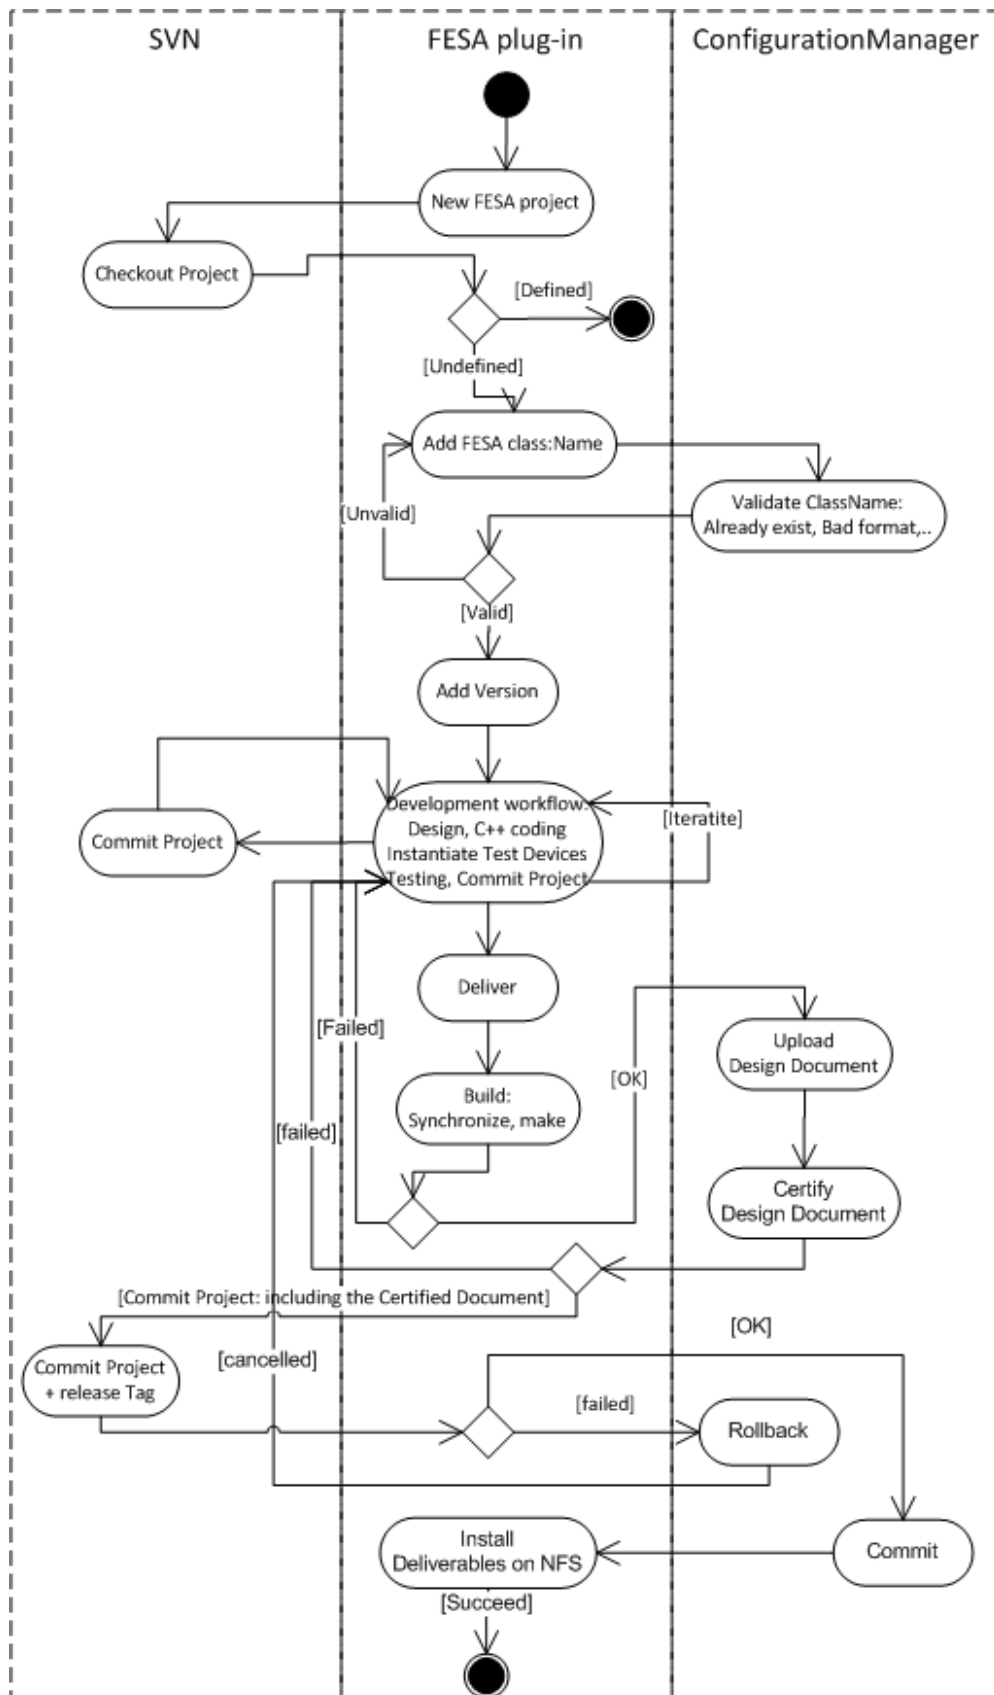 SVN
FESA plug-in
ConfigurationManager
New FESA project
Checkout Project
[Defined]
[Undefined]
Add FESA class:Name
[Unvalid]
Validate ClassName:
Already exist, Bad format,..
[Valid]
Add Version
Commit Project
Development workflow:
Design, C++ coding
Instantiate Test Devices
Testing, Commit Project
[Iteratite]
Deliver
[Failed]
Upload
Design Document
[OK]
Build:
Synchronize, make
[failed]
Certify
Design Document
[Commit Project: including the Certified Document]
[OK]
Commit Project
+ release Tag
[cancelled]
[failed]
Rollback
Install
Deliverables on NFS
Commit
[Succeed]